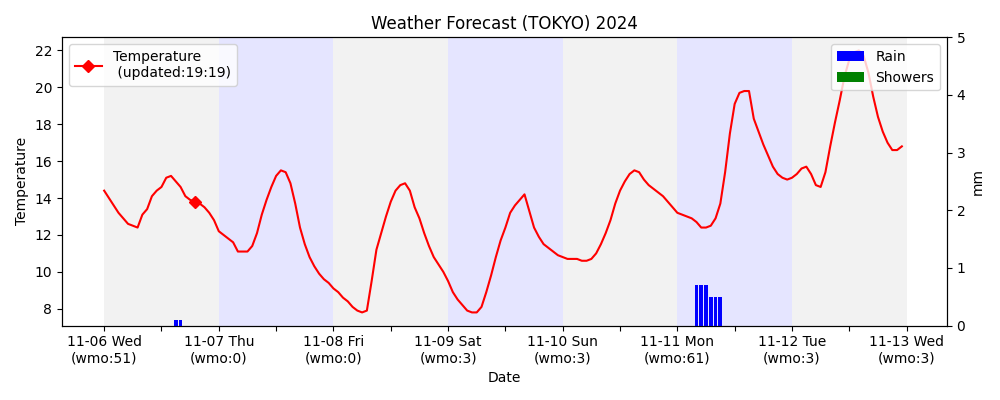 Weather Forecast (TOKYO) 2024
Temperature
(updated:19:19)
Rain
Showers
Temperature
22
20
18
16
14
12
10
8
5
4
3
2
1
0
mm
11-06 Wed
(wmo:51)
11-07 Thu
(wmo:0)
11-08 Fri
(wmo:0)
11-09 Sat
(wmo:3)
11-10 Sun
(wmo:3)
11-11 Mon
(wmo:61)
11-12 Tue
(wmo:3)
11-13 Wed
(wmo:3)
Date